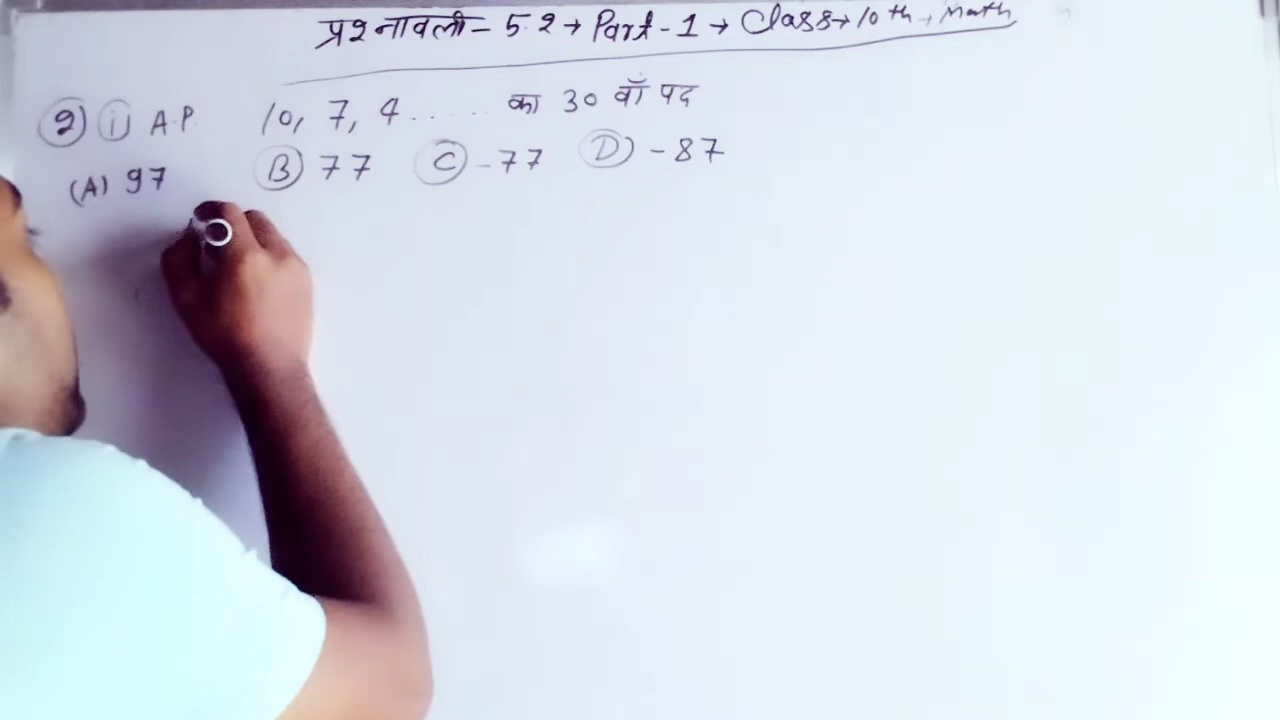 प्रश्नावली - 5.2 → Part - 1 → Class → 10th, Math
2) i) A.P. 10, 7, 4 ...... का 30 वाँ पद
(A) 97 (B) 77 (C) -77 (D) -87